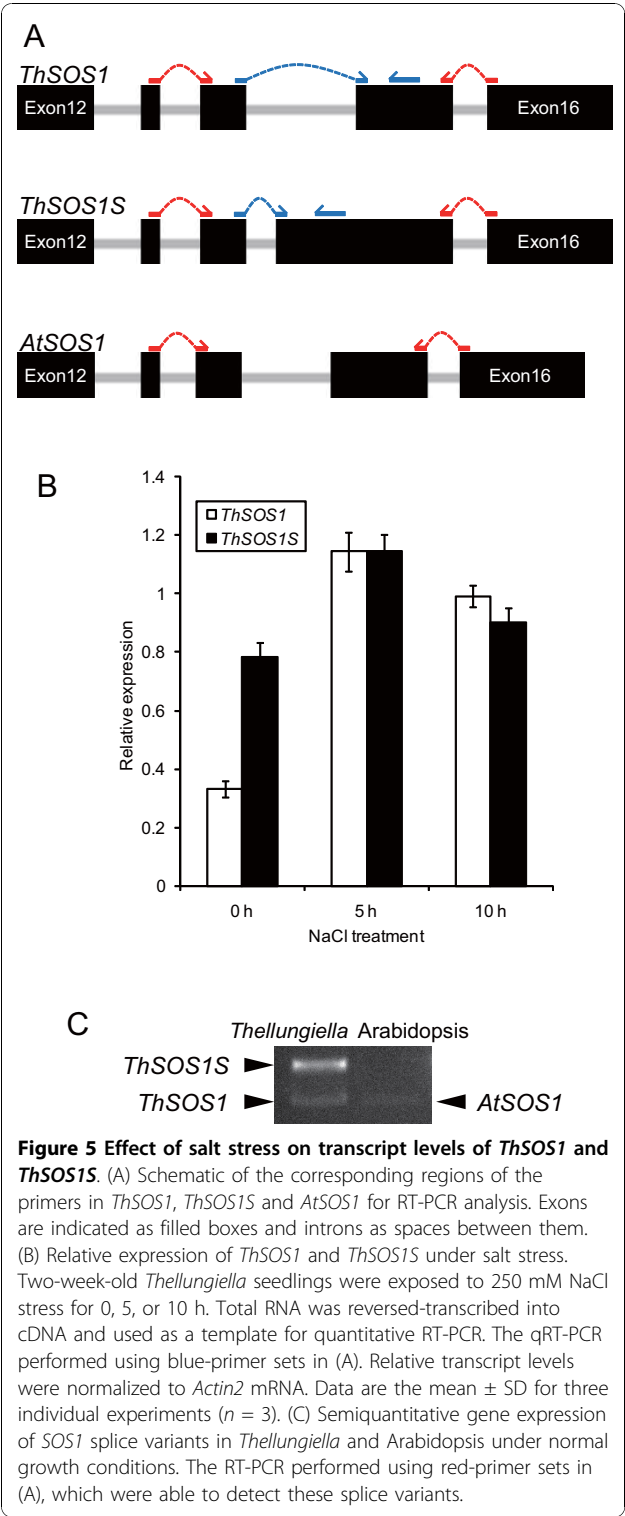 A
ThSOS1
Exon12 Exon16
ThSOS1S
Exon12 Exon16
AtSOS1
Exon12 Exon16
B
1.4
1.2
1
0.8
0.6
0.4
0.2
0
Relative expression
ThSOS1
ThSOS1S
0 h 5 h 10 h
NaCl treatment
C
Thellungiella Arabidopsis
ThSOS1S
ThSOS1 AtSOS1
Figure 5 Effect of salt stress on transcript levels of ThSOS1 and
ThSOS1S. (A) Schematic of the corresponding regions of the
primers in ThSOS1, ThSOS1S and AtSOS1 for RT-PCR analysis. Exons
are indicated as filled boxes and introns as spaces between them.
(B) Relative expression of ThSOS1 and ThSOS1S under salt stress.
Two-week-old Thellungiella seedlings were exposed to 250 mM NaCl
stress for 0, 5, or 10 h. Total RNA was reversed-transcribed into
cDNA and used as a template for quantitative RT-PCR. The qRT-PCR
performed using blue-primer sets in (A). Relative transcript levels
were normalized to Actin2 mRNA. Data are the mean ± SD for three
individual experiments (n = 3). (C) Semiquantitative gene expression
of SOS1 splice variants in Thellungiella and Arabidopsis under normal
growth conditions. The RT-PCR performed using red-primer sets in
(A), which were able to detect these splice variants.